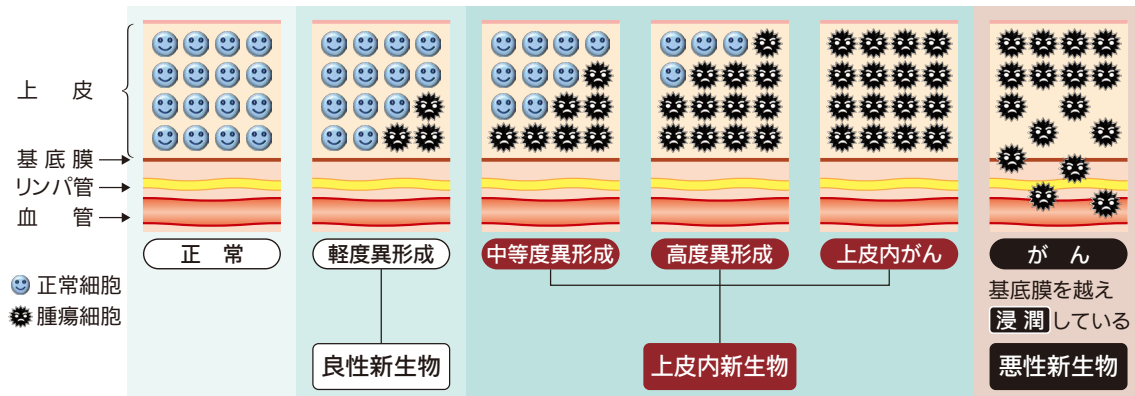 上皮
基底膜
リンパ管
血管
正常細胞
腫瘍細胞
正常
軽度異形成
中等度異形成
高度異形成
上皮内がん
がん
基底膜を越え
浸潤している
良性新生物
上皮内新生物
悪性新生物